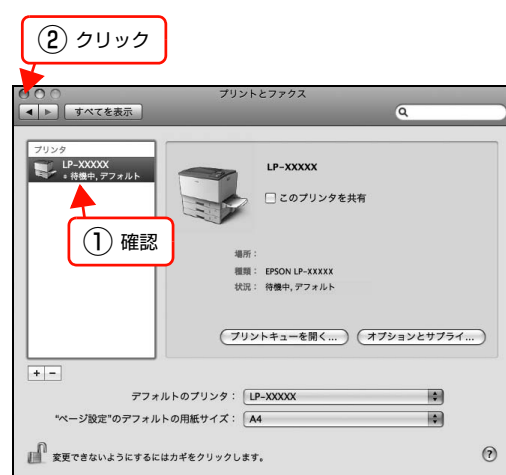 ② クリック
プリントとファクス
すべてを表示
プリンタ
LP-XXXXX
待機中, デフォルト
LP-XXXXX
このプリンタを共有
① 確認
場所：
種類： EPSON LP-XXXXX
状況： 待機中, デフォルト
プリントキューを開く...
オプションとサプライ...
+ −
デフォルトのプリンタ： LP-XXXXX
“ページ設定”のデフォルトの用紙サイズ： A4
変更できないようにするにはカギをクリックします。
?